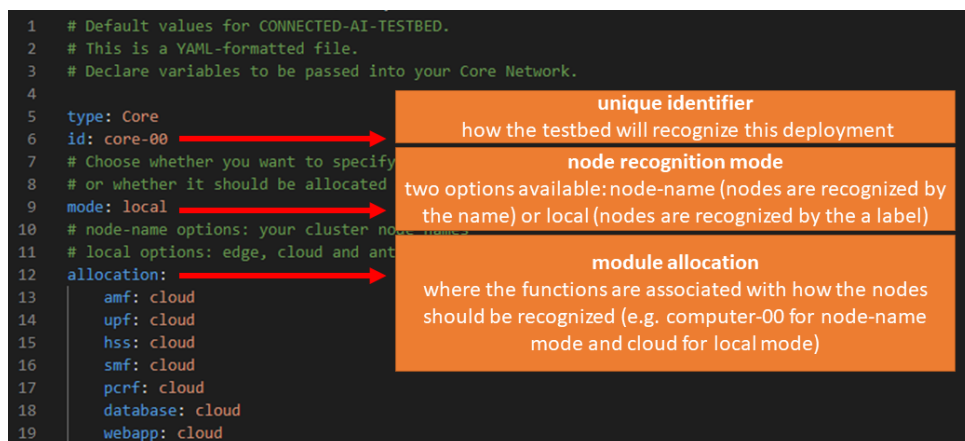 1 # Default values for CONNECTED-AI-TESTBED.
2 # This is a YAML-formatted file.
3 # Declare variables to be passed into your Core Network.
4
5 type: Core
6 id: core-00
7 # Choose whether you want to specify
8 # or whether it should be allocated
9 mode: local
10 # node-name options: your cluster node names
11 # local options: edge, cloud and ant
12 allocation:
13 amf: cloud
14 upf: cloud
15 hss: cloud
16 smf: cloud
17 pcrf: cloud
18 database: cloud
19 webapp: cloud
unique identifier
how the testbed will recognize this deployment
node recognition mode
two options available: node-name (nodes are recognized by
the name) or local (nodes are recognized by the a label)
module allocation
where the functions are associated with how the nodes
should be recognized (e.g. computer-00 for node-name
mode and cloud for local mode)